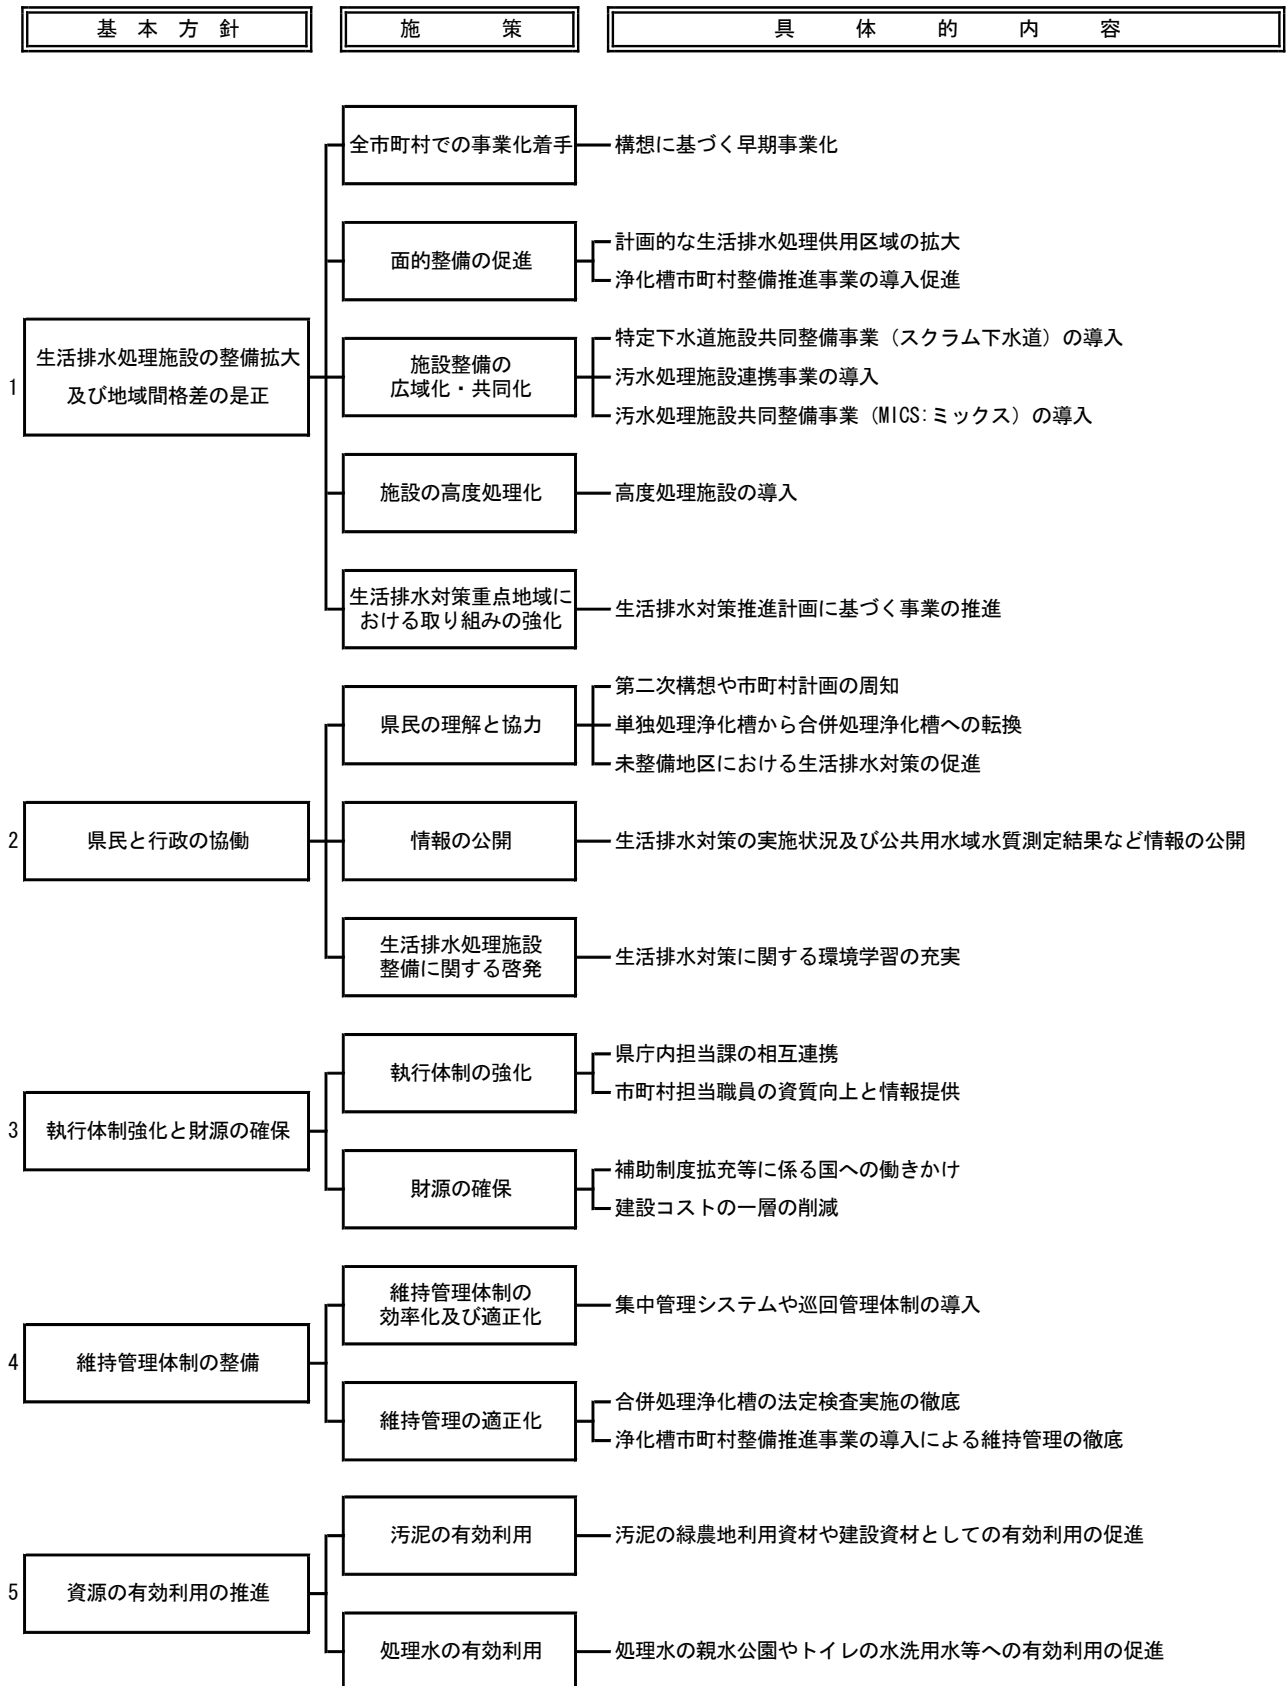 基本方針
施策
具体的内容
1
生活排水処理施設の整備拡大
及び地域間格差の是正
全市町村での事業化着手
構想に基づく早期事業化
面的整備の促進
計画的な生活排水処理供用区域の拡大
浄化槽市町村整備推進事業の導入促進
施設整備の
広域化・共同化
特定下水道施設共同整備事業（スクラム下水道）の導入
汚水処理施設連携事業の導入
汚水処理施設共同整備事業（MICS:ミックス）の導入
施設の高度処理化
高度処理施設の導入
生活排水対策重点地域に
おける取り組みの強化
生活排水対策推進計画に基づく事業の推進
2
県民と行政の協働
県民の理解と協力
第二次構想や市町村計画の周知
単独処理浄化槽から合併処理浄化槽への転換
未整備地区における生活排水対策の促進
情報の公開
生活排水対策の実施状況及び公共用水域水質測定結果など情報の公開
生活排水処理施設
整備に関する啓発
生活排水対策に関する環境学習の充実
3
執行体制強化と財源の確保
執行体制の強化
県庁内担当課の相互連携
市町村担当職員の資質向上と情報提供
財源の確保
補助制度拡充等に係る国への働きかけ
建設コストの一層の削減
4
維持管理体制の整備
維持管理体制の
効率化及び適正化
集中管理システムや巡回管理体制の導入
維持管理の適正化
合併処理浄化槽の法定検査実施の徹底
浄化槽市町村整備推進事業の導入による維持管理の徹底
5
資源の有効利用の推進
汚泥の有効利用
汚泥の緑農地利用資材や建設資材としての有効利用の促進
処理水の有効利用
処理水の親水公園やトイレの水洗用水等への有効利用の促進